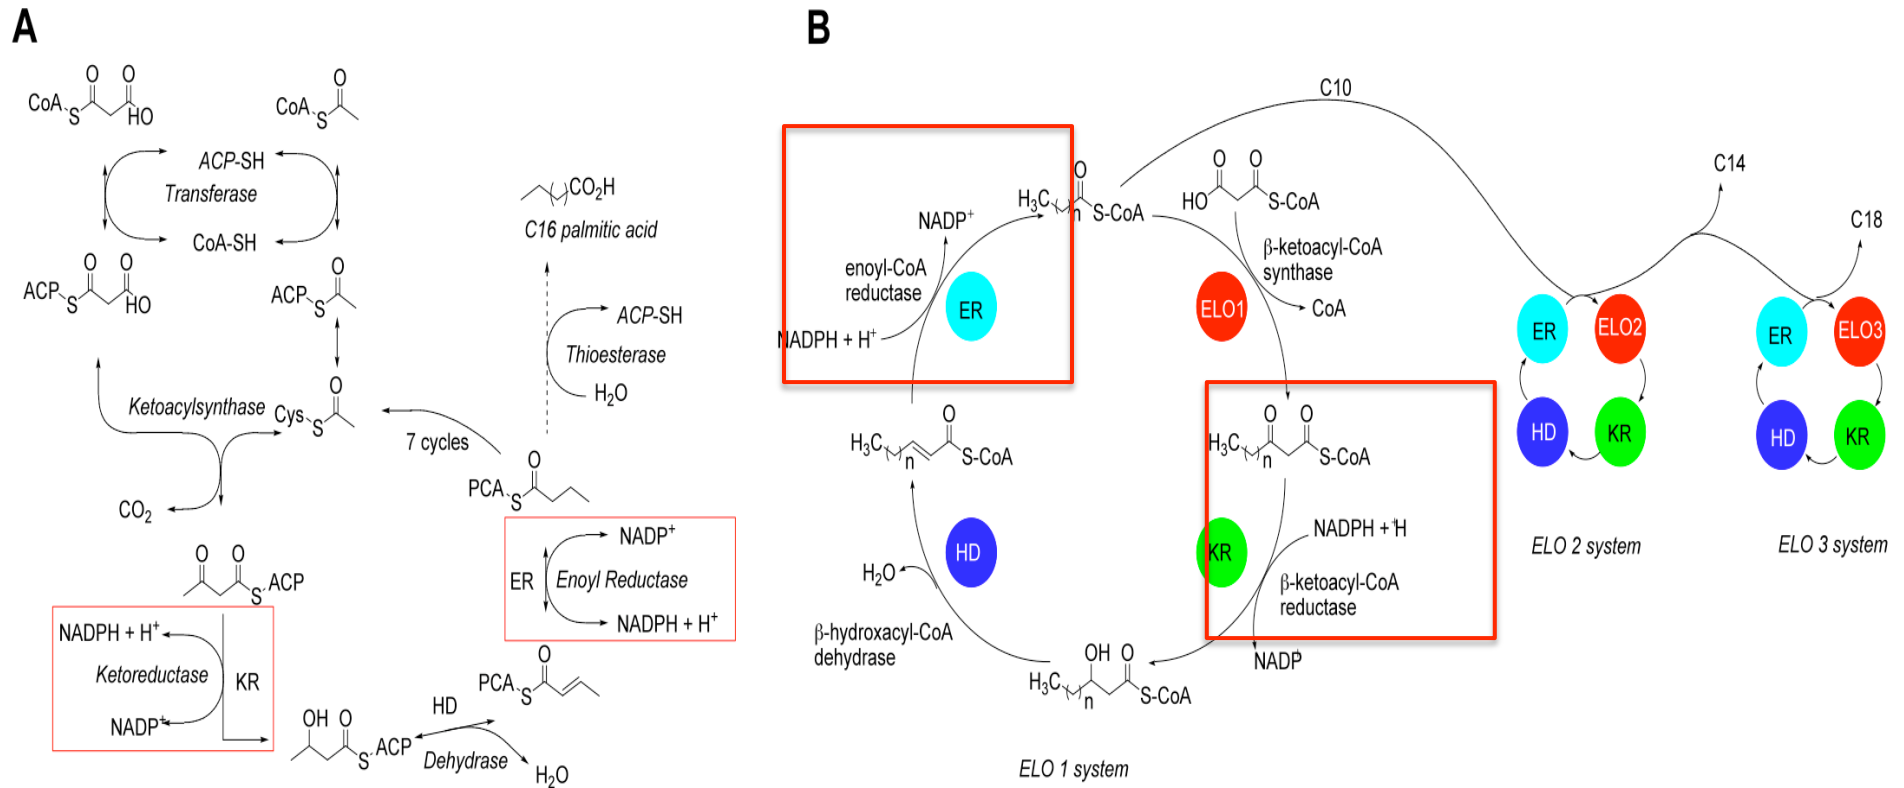 A
O O
CoA S HO
O
CoA S
ACP-SH
Transferase
CoA-SH
O O
ACP S HO
O
ACP S
Ketoacylsynthase
O
Cys S
CO2
7 cycles
CO2H
C16 palmitic acid
ACP-SH
Thioesterase
H2O
O
PCA S
NADP+
ER Enoyl Reductase
NADPH + H+
O O
S ACP
NADPH + H+
Ketoreductase KR
NADP+
OH O
S ACP
HD
Dehydrase
H2O
O
PCA S
B
C10
O
H3C n S-CoA
O O
HO S-CoA
NADP+
enoyl-CoA
reductase
NADPH + H+
ER
β-ketoacyl-CoA
synthase
ELO1
CoA
O
H3C n S-CoA
O O
H3C n S-CoA
HD
H2O
β-hydroxacyl-CoA
dehydrase
KR
NADPH + +H
β-ketoacyl-CoA
reductase
NADP+
OH O
H3C n S-CoA
ELO 1 system
C14
C18
ER ELO2
HD KR
ELO 2 system
ER ELO3
HD KR
ELO 3 system